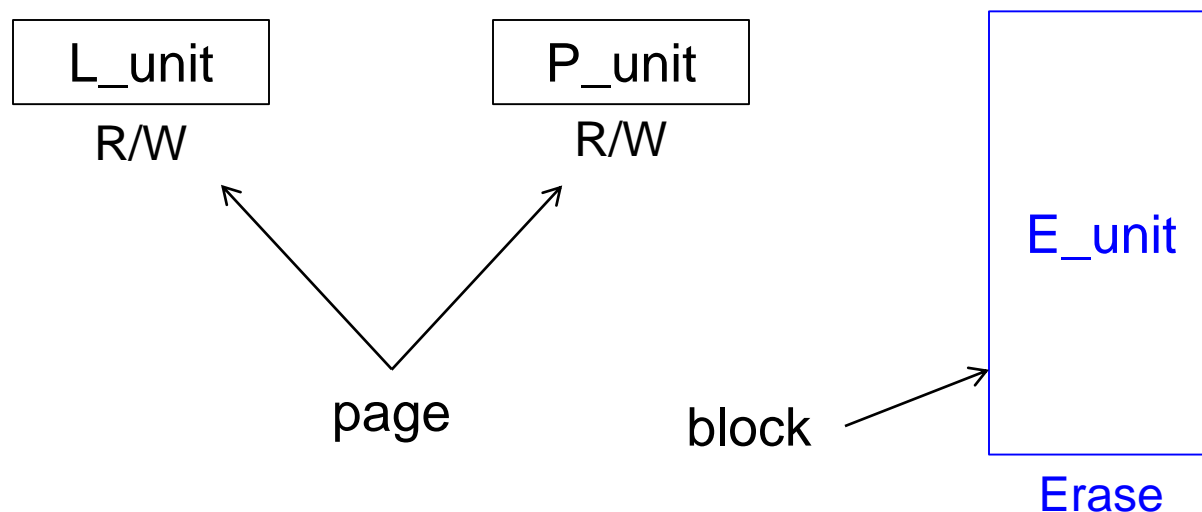 L_unit
P_unit
R/W
R/W
E_unit
page
block
Erase